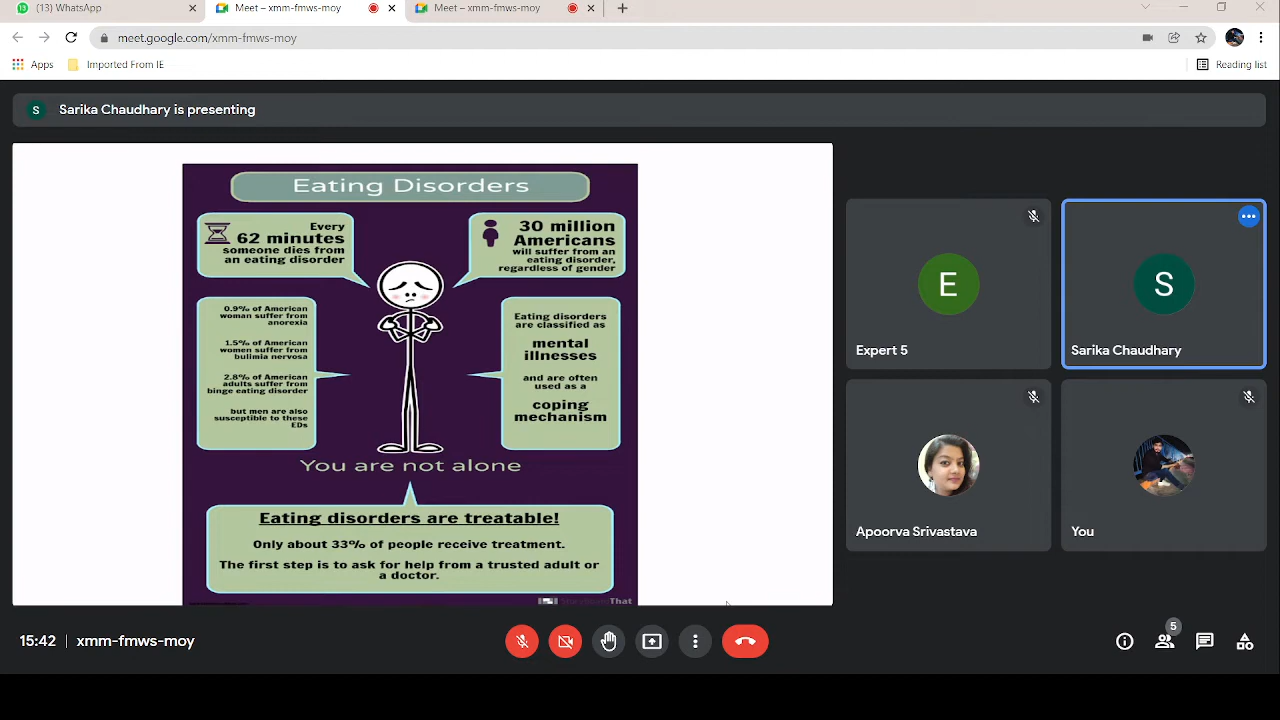 (13) WhatsApp
Meet – xmm-fmws-moy
Meet – xmm-fmws-moy
meet.google.com/xmm-fmws-moy
Apps
Imported From IE
Reading list
S
Sarika Chaudhary is presenting
Eating Disorders
Every
62 minutes
someone dies from
an eating disorder
30 million
Americans
will suffer from an
eating disorder,
regardless of gender
0.9% of American
woman suffer from
anorexia
1.5% of American
women suffer from
bulimia nervosa
2.8% of American
adults suffer from
binge eating disorder
but men are also
susceptible to these
EDs
Eating disorders
are classified as
mental
illnesses
and are often
used as a
coping
mechanism
You are not alone
Eating disorders are treatable!
Only about 33% of people receive treatment.
The first step is to ask for help from a trusted adult or
a doctor.
That
E
Expert 5
S
Sarika Chaudhary
Apoorva Srivastava
You
15:42
xmm-fmws-moy
5